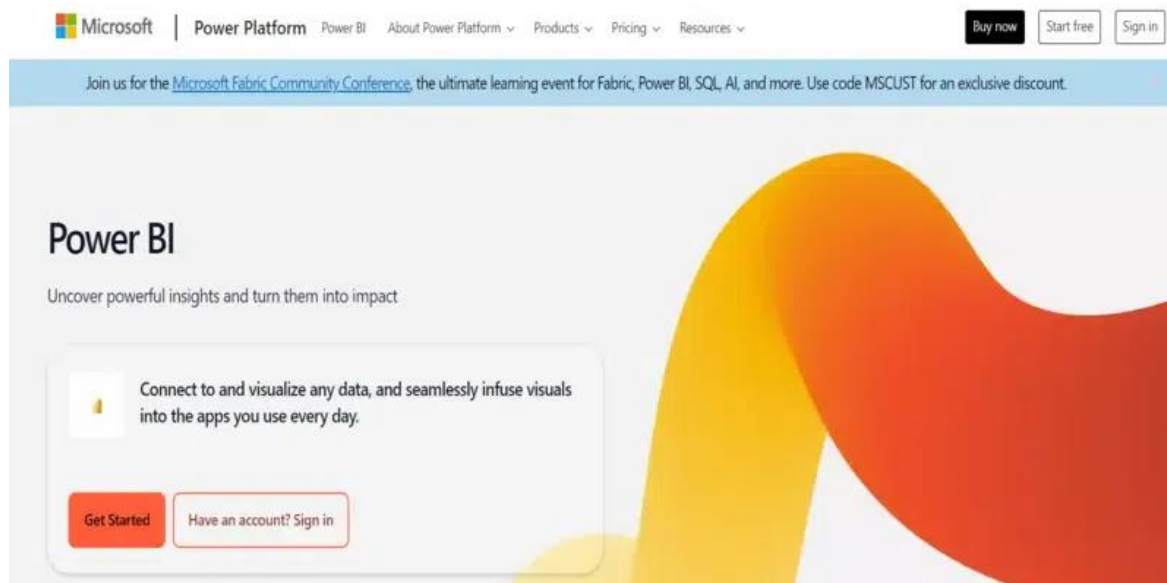 Microsoft Power Platform Power BI About Power Platform Products Pricing Resources Buy now Start free Sign in
Join us for the Microsoft Fabric Community Conference, the ultimate learning event for Fabric, Power BI, SQL, AI, and more. Use code MSCUST for an exclusive discount.
Power BI
Uncover powerful insights and turn them into impact
Connect to and visualize any data, and seamlessly infuse visuals
into the apps you use every day.
Get Started Have an account? Sign in